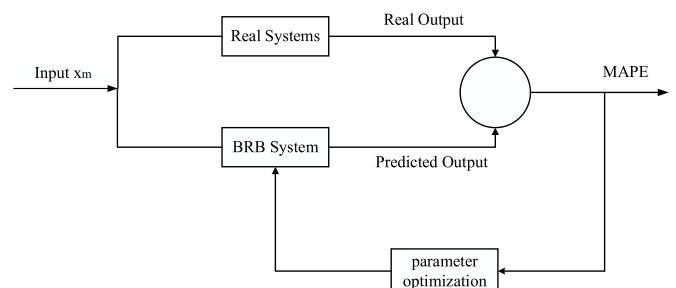 Real Systems
Real Output
Input xm
MAPE
BRB System
Predicted Output
parameter
optimization